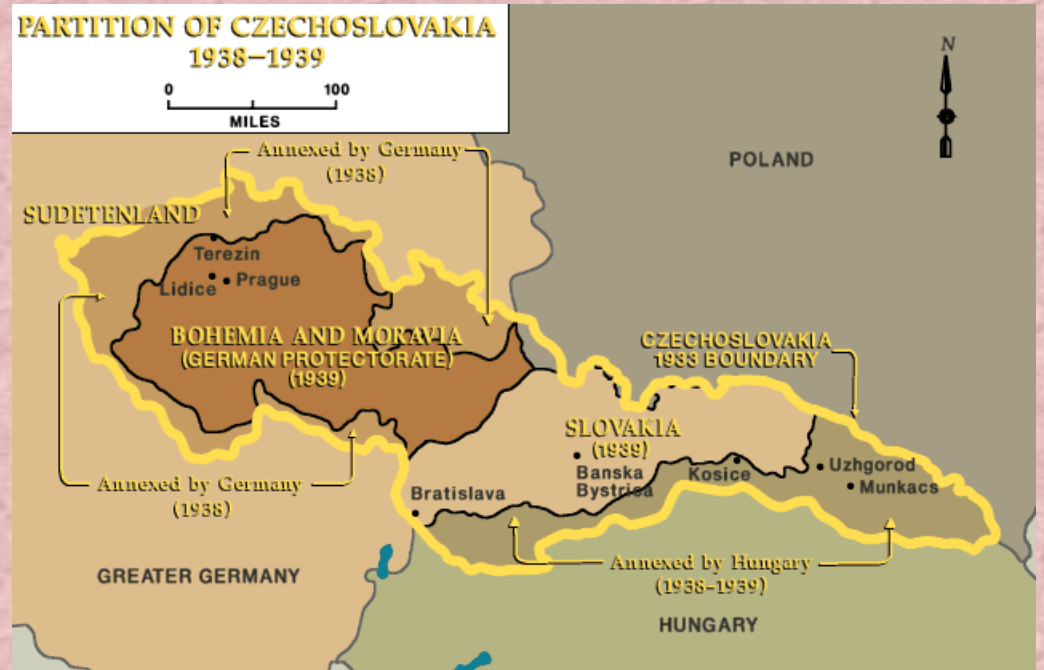 PARTITION OF CZECHOSLOVAKIA
1938–1939
0 100
MILES
N
Annexed by Germany
(1938)
POLAND
SUDETENLAND
Terezin
Lidice
Prague
BOHEMIA AND MORAVIA
(GERMAN PROTECTORATE)
(1939)
CZECHOSLOVAKIA
1933 BOUNDARY
SLOVAKIA
(1939)
Banska
Bystrisa
Kosice
Uzhgorod
Munkacs
Annexed by Germany
(1938)
Bratislava
Annexed by Hungary
(1938–1939)
GREATER GERMANY
HUNGARY